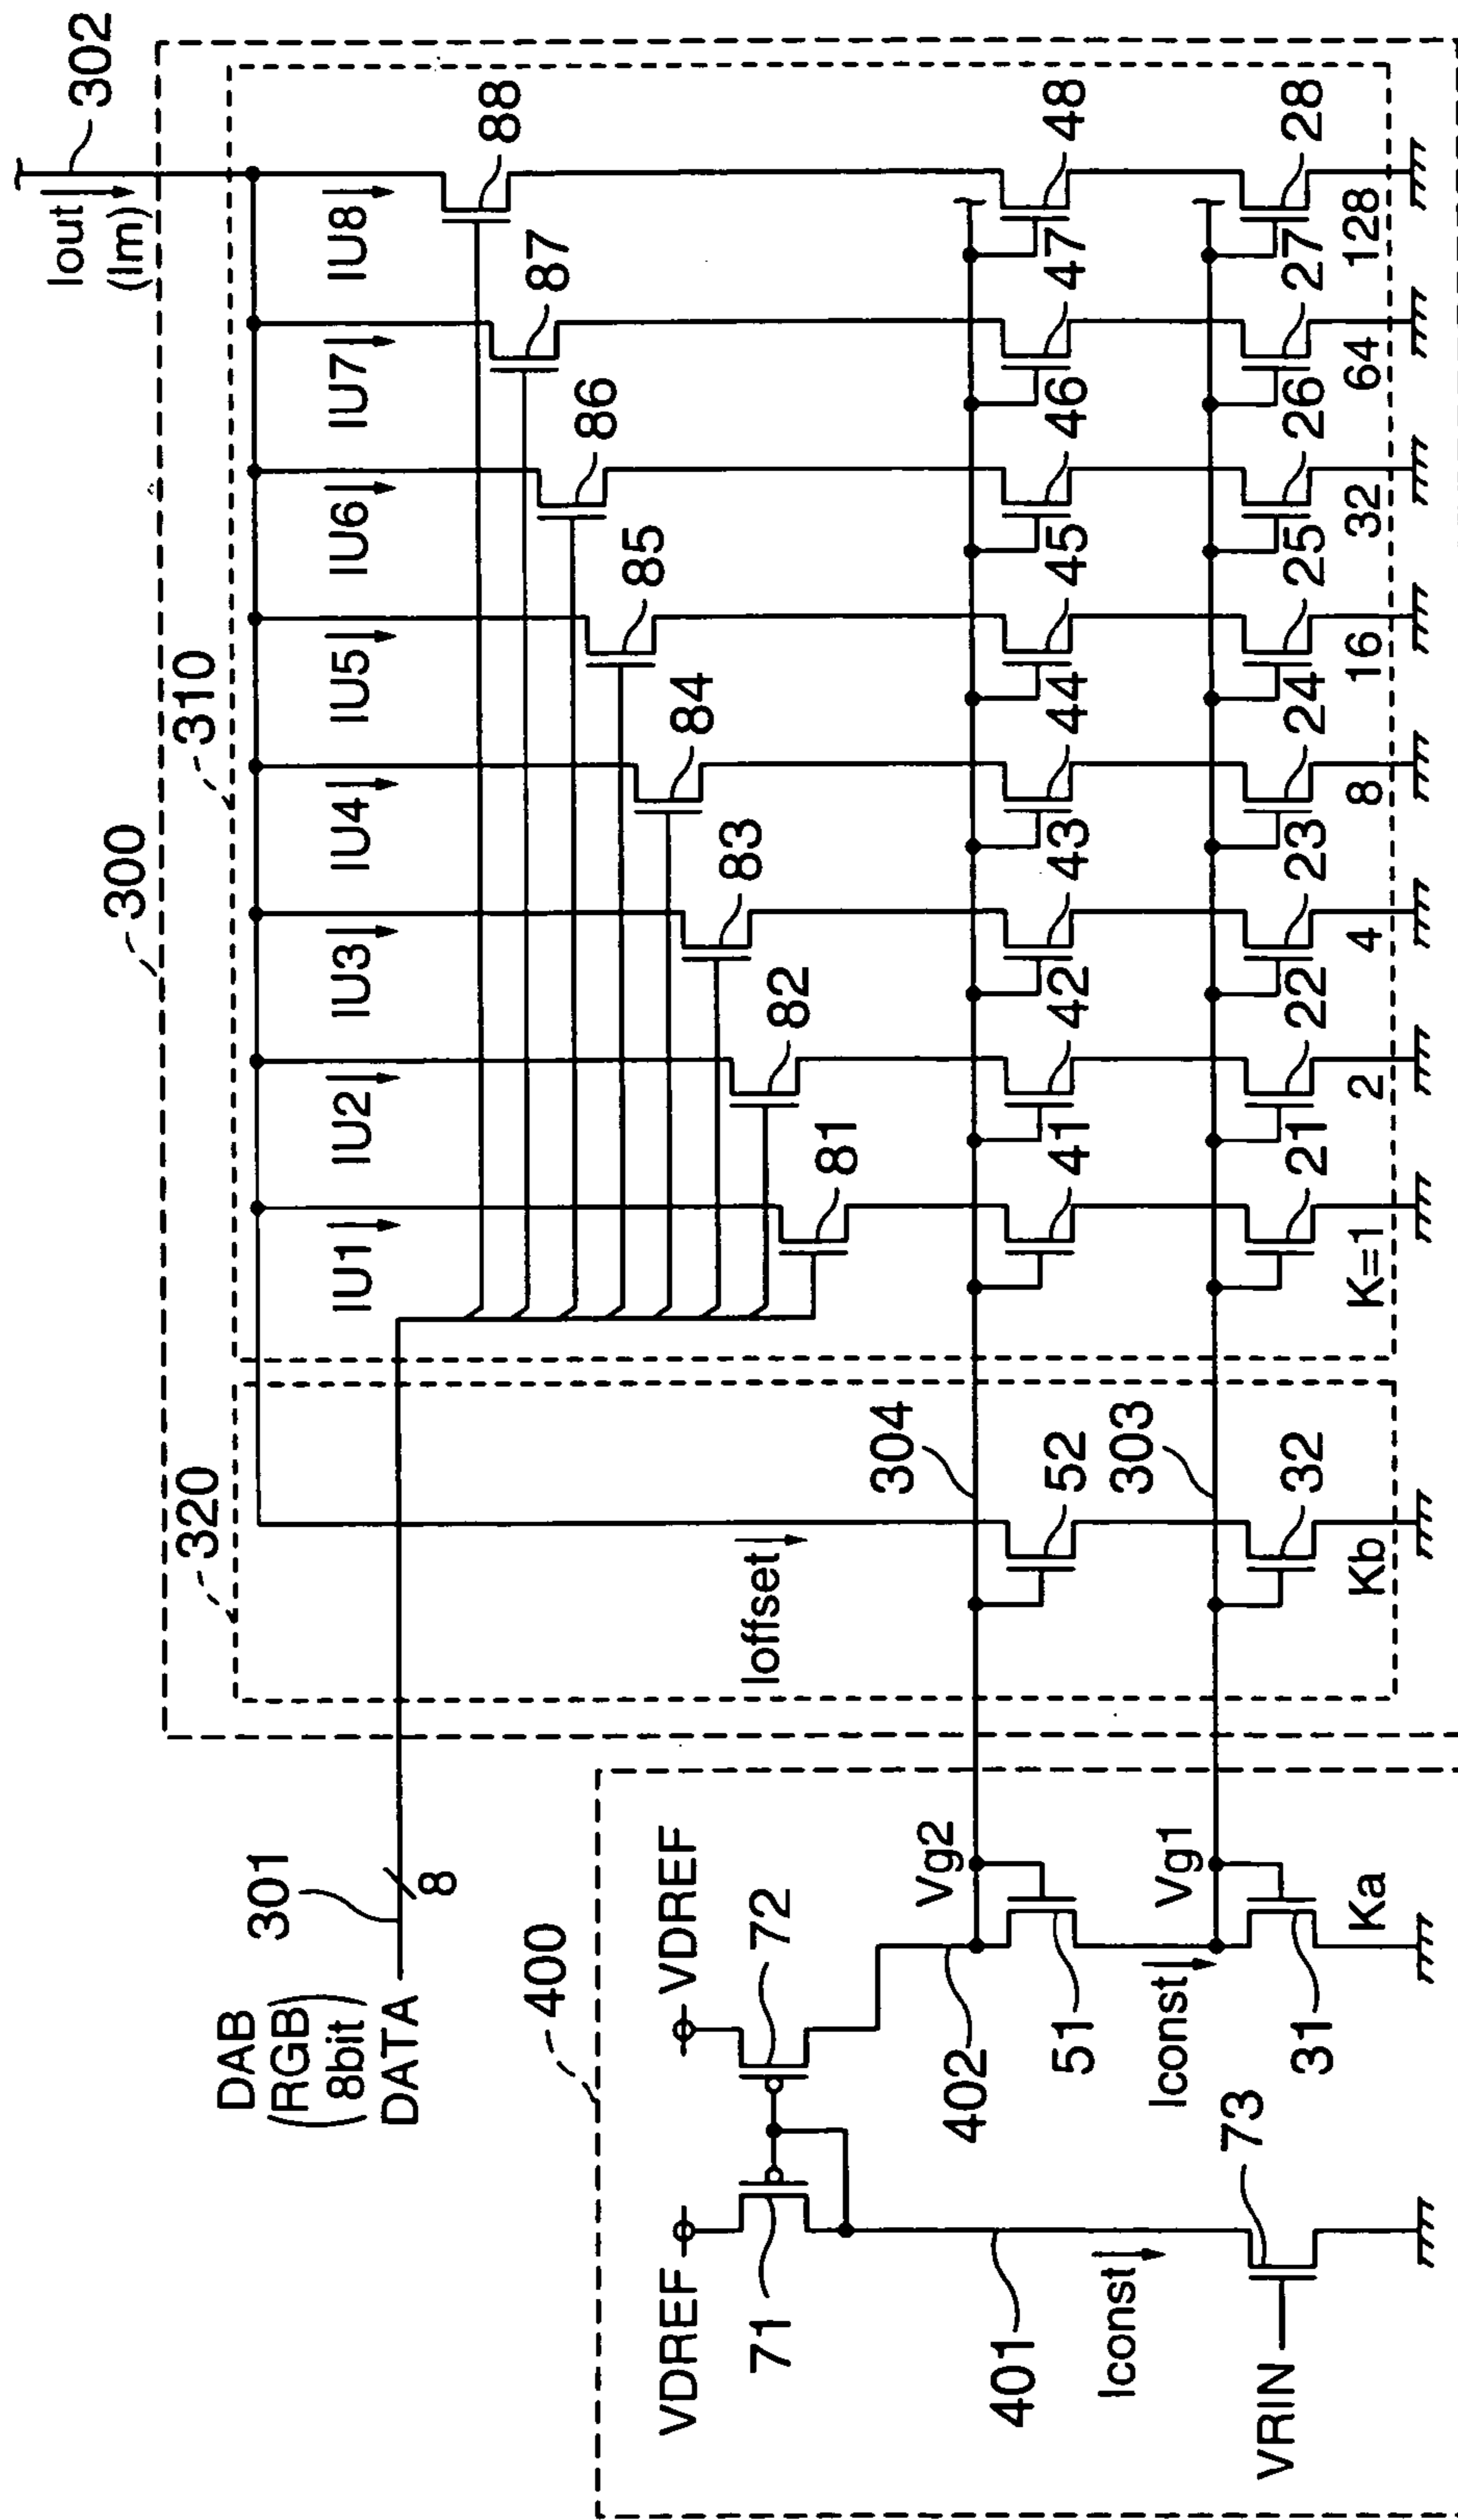 302
Iout
(Im)
300
310
320
IU1
IU2
IU3
IU4
IU5
IU6
IU7
IU8
88
87
86
85
84
83
82
81
DAB
(RGB)
(8bit)
DATA
301
8
400
VDREF
VDREF
71
72
Ioffset
304
Vg2
52
41
42
43
44
45
46
47
48
402
51
303
Vg1
401
Iconst
Iconst
73
31
32
21
22
23
24
25
26
27
28
VRIN
Ka
Kb
K=1
2
4
8
16
32
64
128